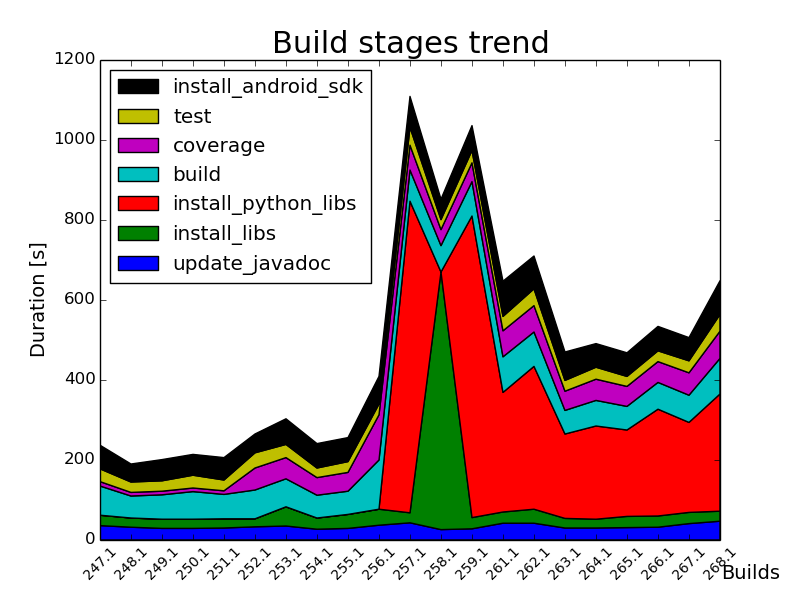 Build stages trend
1200
1000
800
600
400
200
0
Duration [s]
install_android_sdk
test
coverage
build
install_python_libs
install_libs
update_javadoc
247.1
248.1
249.1
250.1
251.1
252.1
253.1
254.1
255.1
256.1
257.1
258.1
259.1
261.1
262.1
263.1
264.1
265.1
266.1
267.1
268.1
Builds